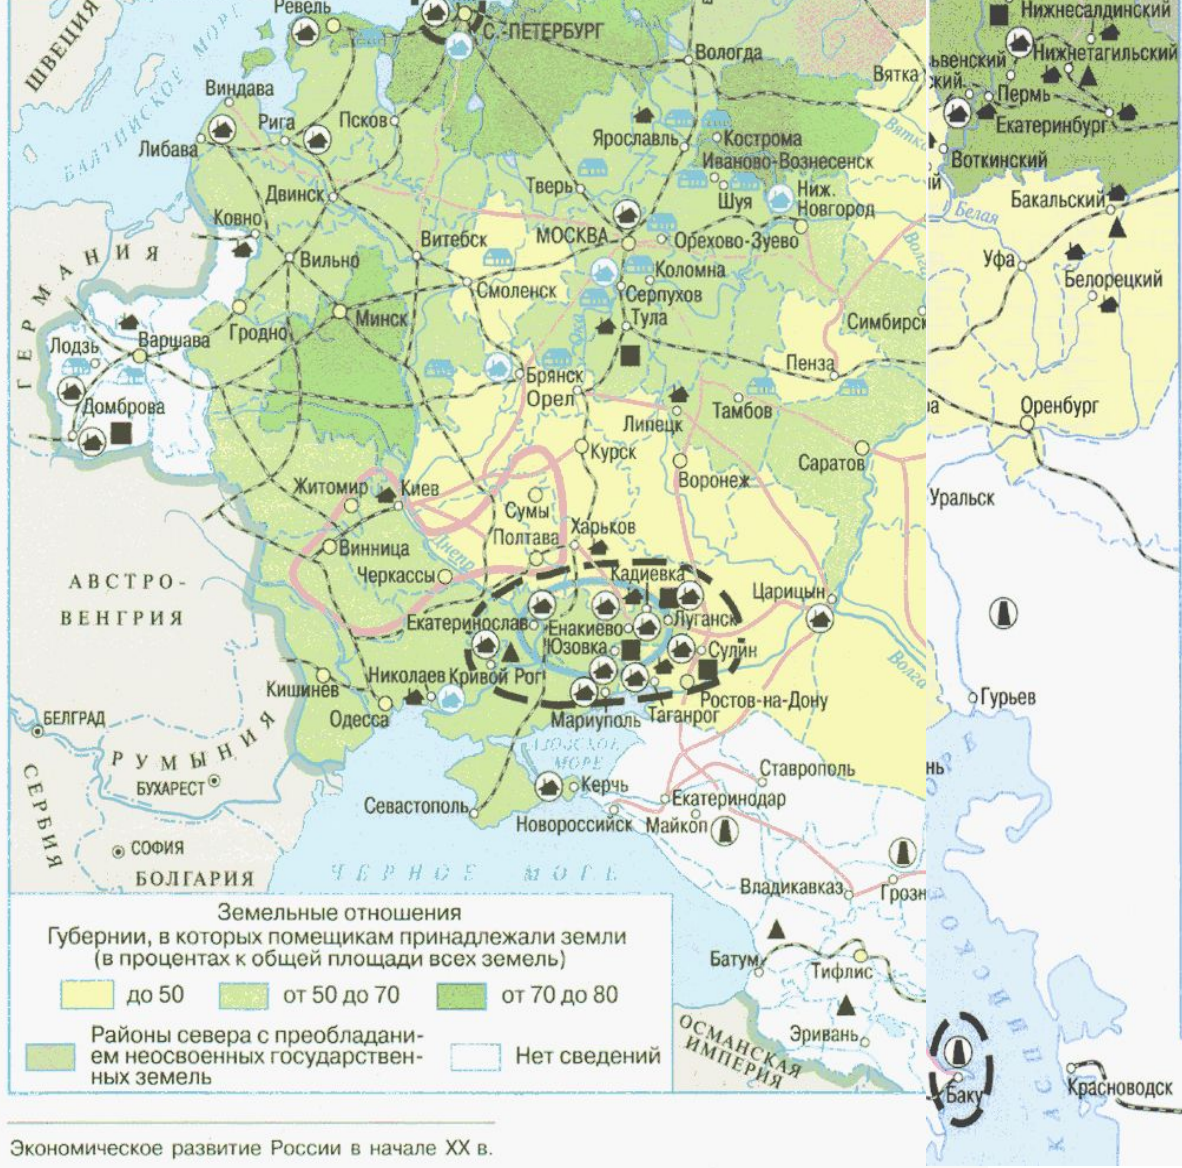 Ревель
С.-ПЕТЕРБУРГ
ШВЕЦИЯ
БАЛТИЙСКОЕ МОРЕ
Вологда
Вятка
Нижнесалдинский
Нижнетагильский
Пермь
Екатеринбург
Воткинский
Виндава
Рига
Псков
Либава
Ярославль
Кострома
Иваново-Вознесенск
Шуя
Ниж.
Новгород
Двинск
Тверь
Ковно
Витебск
МОСКВА
Орехово-Зуево
Белая
Бакальский
Уфа
Белорецкий
ГЕРМАНИЯ
Вильно
Смоленск
Коломна
Серпухов
Ока
Тула
Гродно
Минск
Симбирск
Лодзь
Варшава
Домброва
Брянск
Орел
Пенза
Липецк
Тамбов
Оренбург
Курск
Воронеж
Саратов
Уральск
Житомир
Киев
Сумы
Полтава
Харьков
Винница
Днепр
Черкассы
Кадиевка
Царицын
АВСТРО-
ВЕНГРИЯ
Екатеринослав
Енакиево
Луганск
Юзовка
Сулин
Волга
Николаев
Кривой Рог
Кишинев
Одесса
Мариуполь
Таганрог
Ростов-на-Дону
Гурьев
БЕЛГРАД
РУМЫНИЯ
БУХАРЕСТ
АЗОВСКОЕ
МОРЕ
Ставрополь
Керчь
Севастополь
Екатеринодар
Новороссийск
Майкоп
СЕРБИЯ
СОФИЯ
БОЛГАРИЯ
ЧЕРНОЕ МОРЕ
Владикавказ
Грозн
Батум
Тифлис
Эривань
ОСМАНСКАЯ
ИМПЕРИЯ
КАСПИЙСКОЕ МОРЕ
Баку
Красноводск
Земельные отношения
Губернии, в которых помещикам принадлежали земли
(в процентах к общей площади всех земель)
до 50
от 50 до 70
от 70 до 80
Районы севера с преобладани-
ем неосвоенных государствен-
ных земель
Нет сведений
Экономическое развитие России в начале XX в.